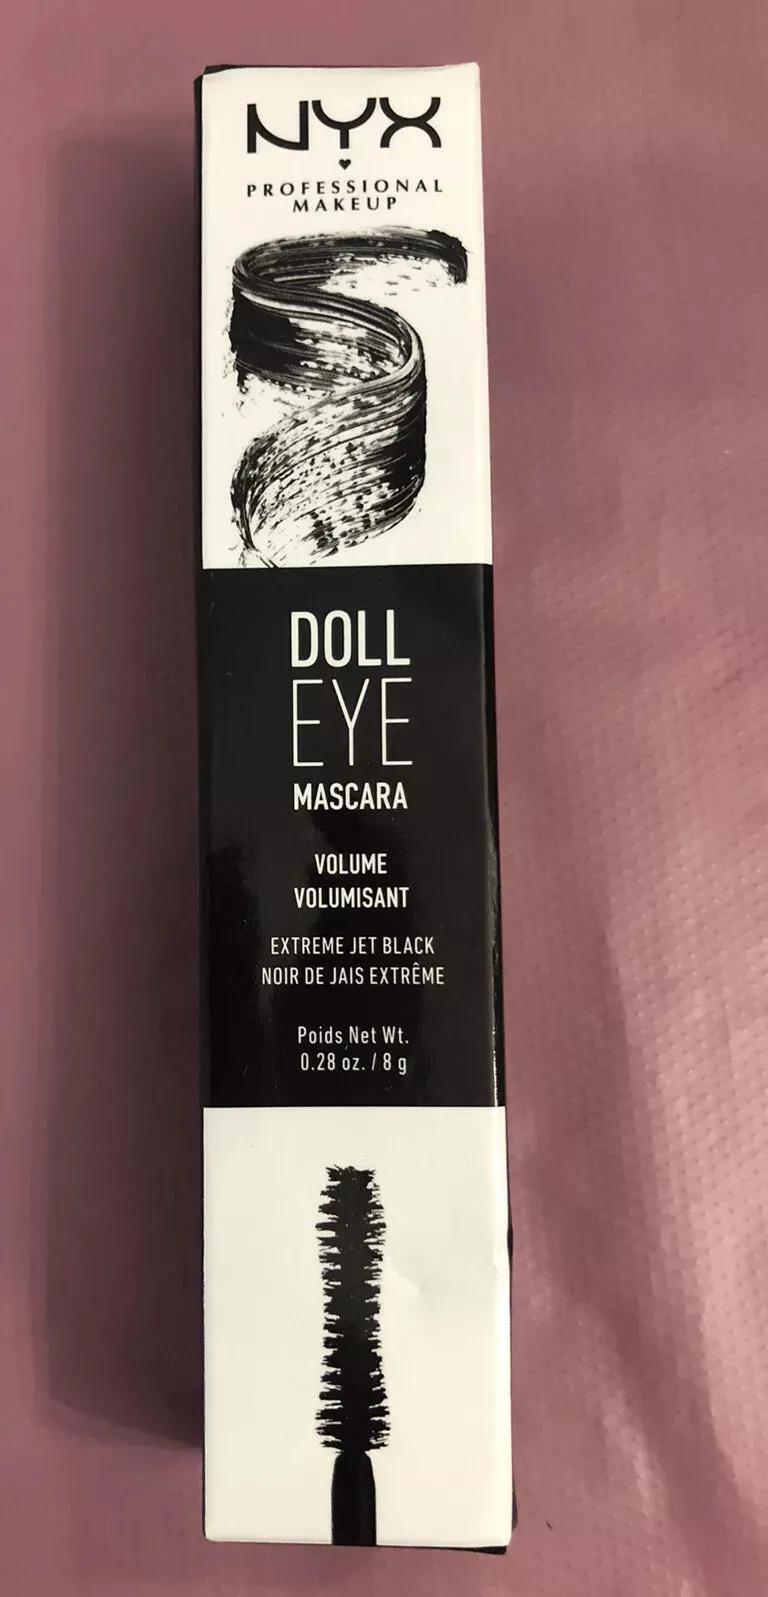 NYX
PROFESSIONAL
MAKEUP
DOLL
EYE
MASCARA
VOLUME
VOLUMISANT
EXTREME JET BLACK
NOIR DE JAIS EXTRÊME
Poids Net Wt.
0.28 oz. / 8 g